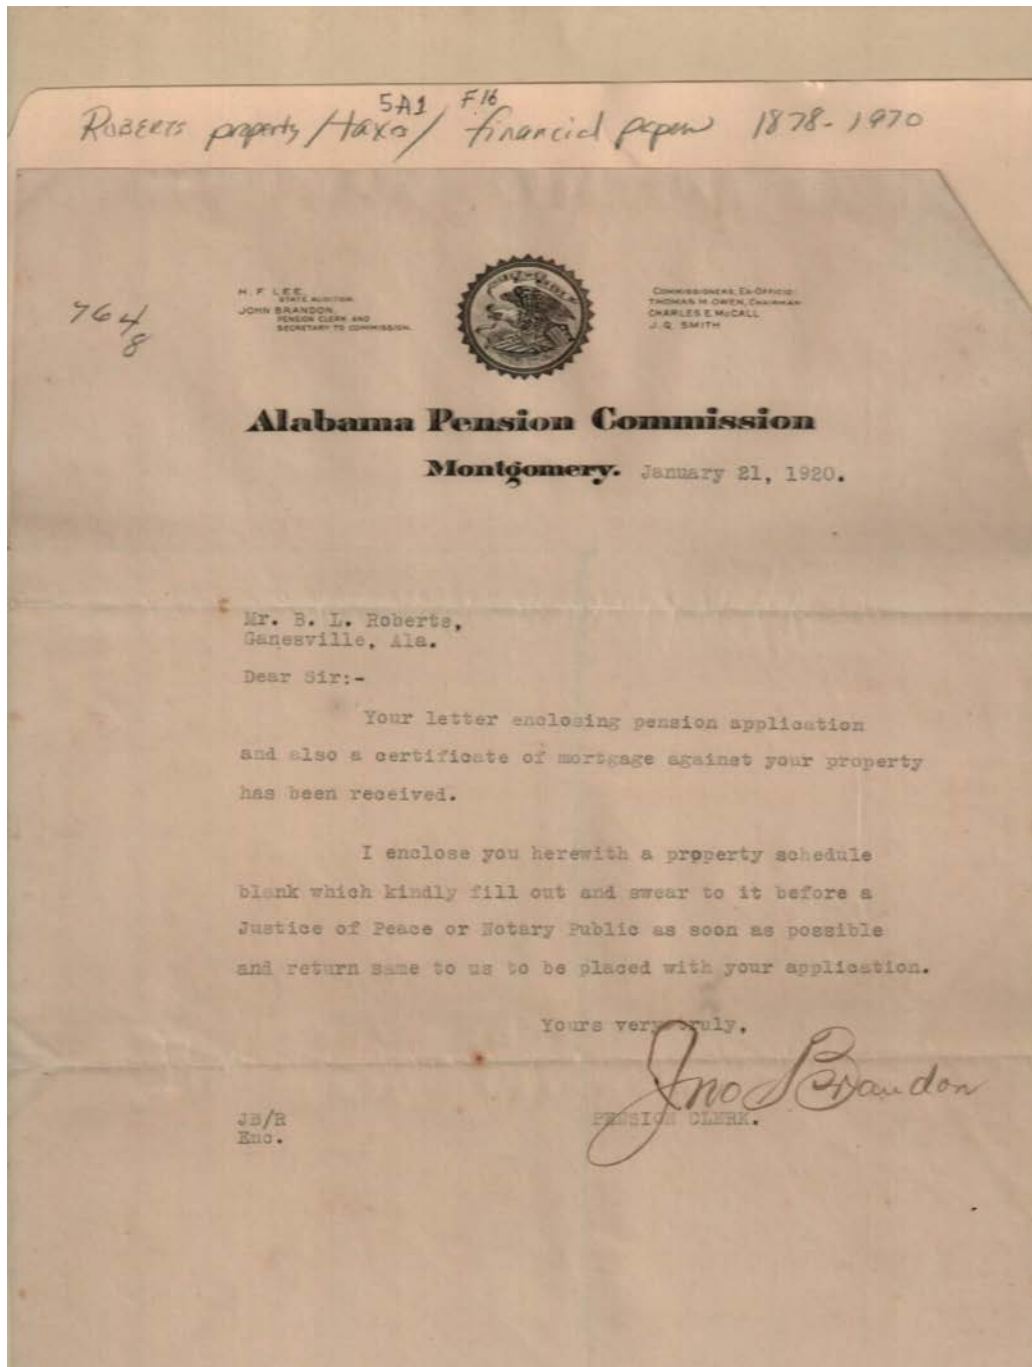 5A1 F16
ROBERTS property/taxes/financial papers 1878-1970
764/8
H. F. LEE,
STATE AUDITOR
JOHN BRANDON,
PENSION CLERK AND
SECRETARY TO COMMISSION.
COMMISSIONERS, EX-OFFICIO:
THOMAS M. OWEN, CHAIRMAN
CHARLES E. McCALL
J. Q. SMITH
Alabama Pension Commission
Montgomery. January 21, 1920.
Mr. B. L. Roberts,
Ganesville, Ala.
Dear Sir:-
Your letter enclosing pension application
and also a certificate of mortgage against your property
has been received.
I enclose you herewith a property schedule
blank which kindly fill out and swear to it before a
Justice of Peace or Notary Public as soon as possible
and return same to us to be placed with your application.
Yours very truly,
Jno Brandon
PENSION CLERK.
JB/R
Enc.